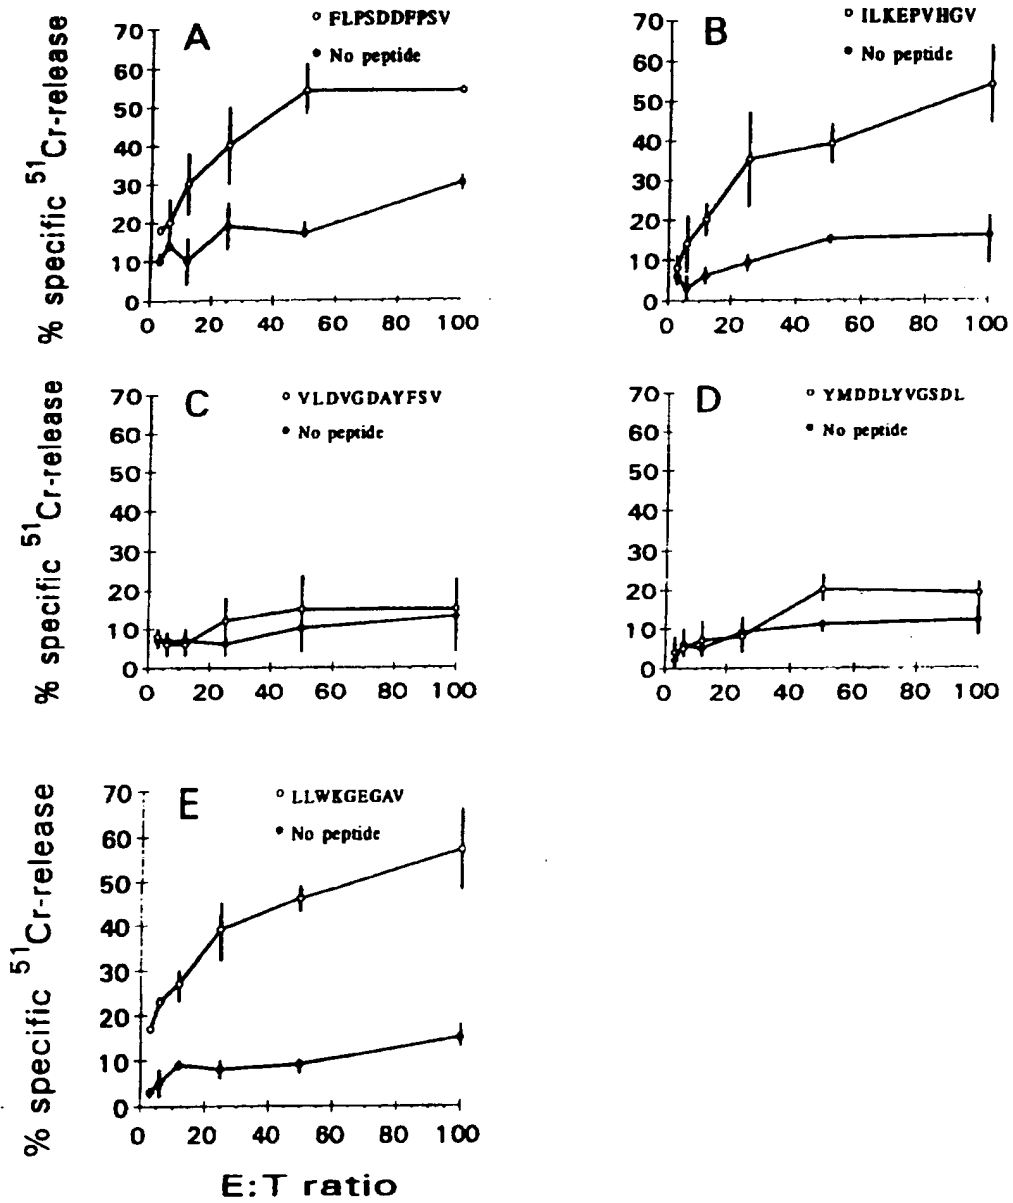 A
○ FLPSDDFPSV
● No peptide
% specific 51Cr-release
70
60
50
40
30
20
10
0
0 20 40 60 80 100
B
○ ILKEPVHGV
● No peptide
70
60
50
40
30
20
10
0
0 20 40 60 80 100
C
○ VLDVGDAYFSV
● No peptide
% specific 51Cr-release
70
60
50
40
30
20
10
0
0 20 40 60 80 100
D
○ YMDDLYVGSDL
● No peptide
70
60
50
40
30
20
10
0
0 20 40 60 80 100
E
○ LLWKGEGAV
● No peptide
% specific 51Cr-release
70
60
50
40
30
20
10
0
0 20 40 60 80 100
E:T ratio